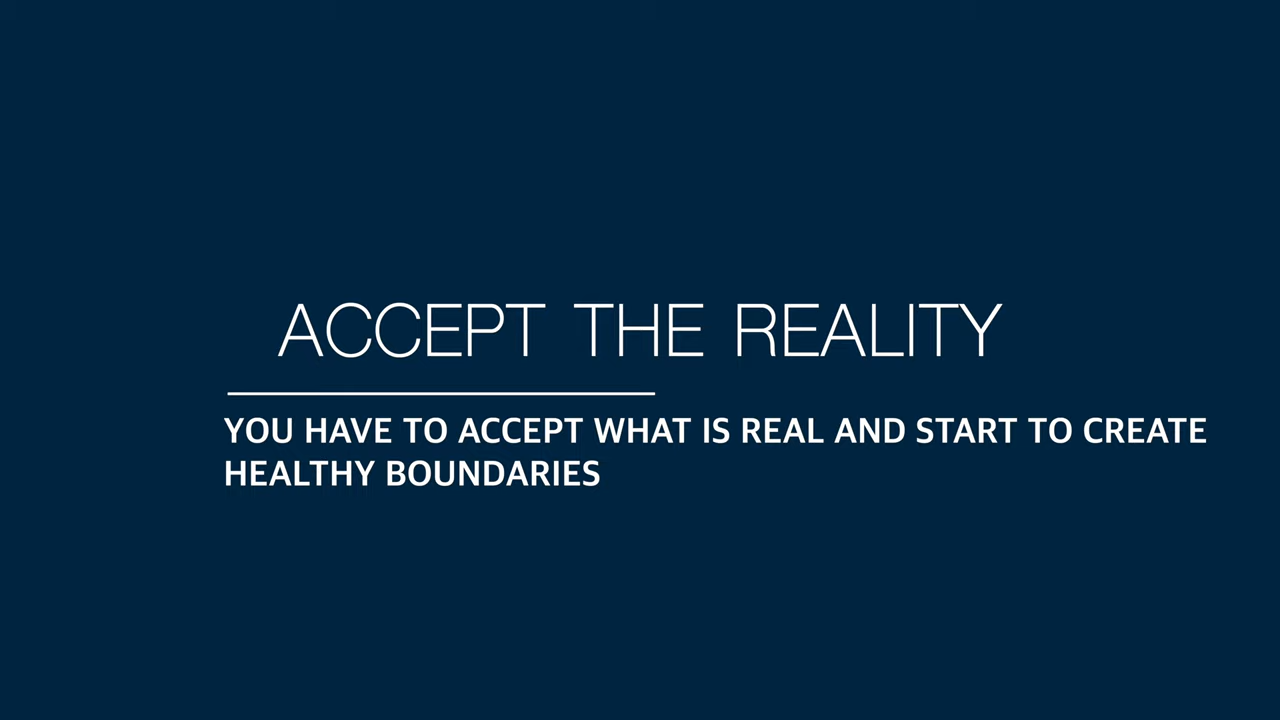 ACCEPT THE REALITY
YOU HAVE TO ACCEPT WHAT IS REAL AND START TO CREATE
HEALTHY BOUNDARIES